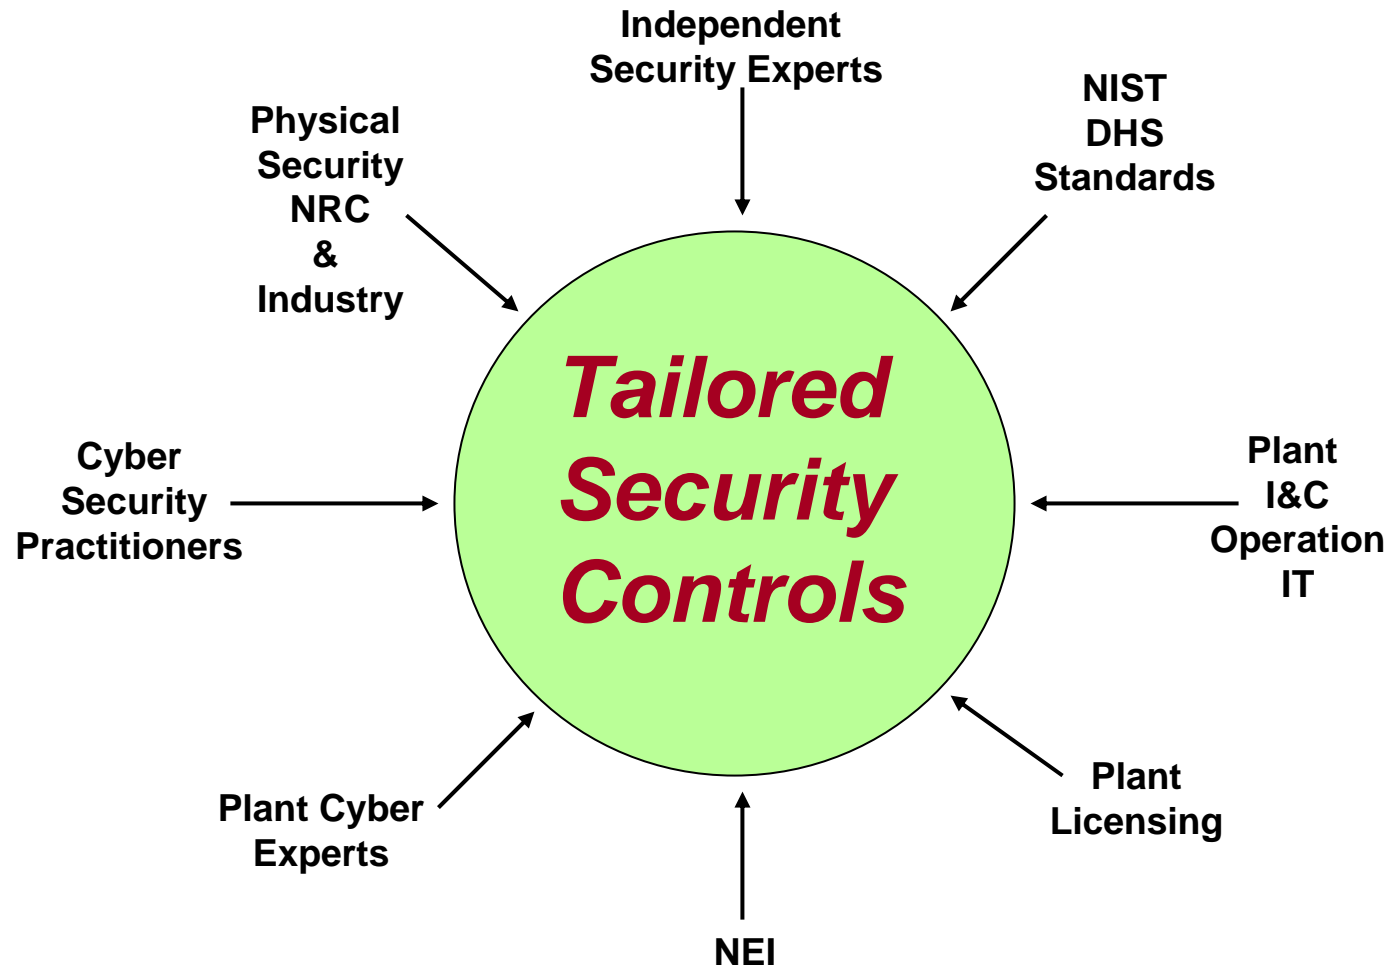 Independent
Security Experts
NIST
DHS
Standards
Physical
Security
NRC
&
Industry
Tailored
Security
Controls
Cyber
Security
Practitioners
Plant
I&C
Operation
IT
Plant Cyber
Experts
Plant
Licensing
NEI